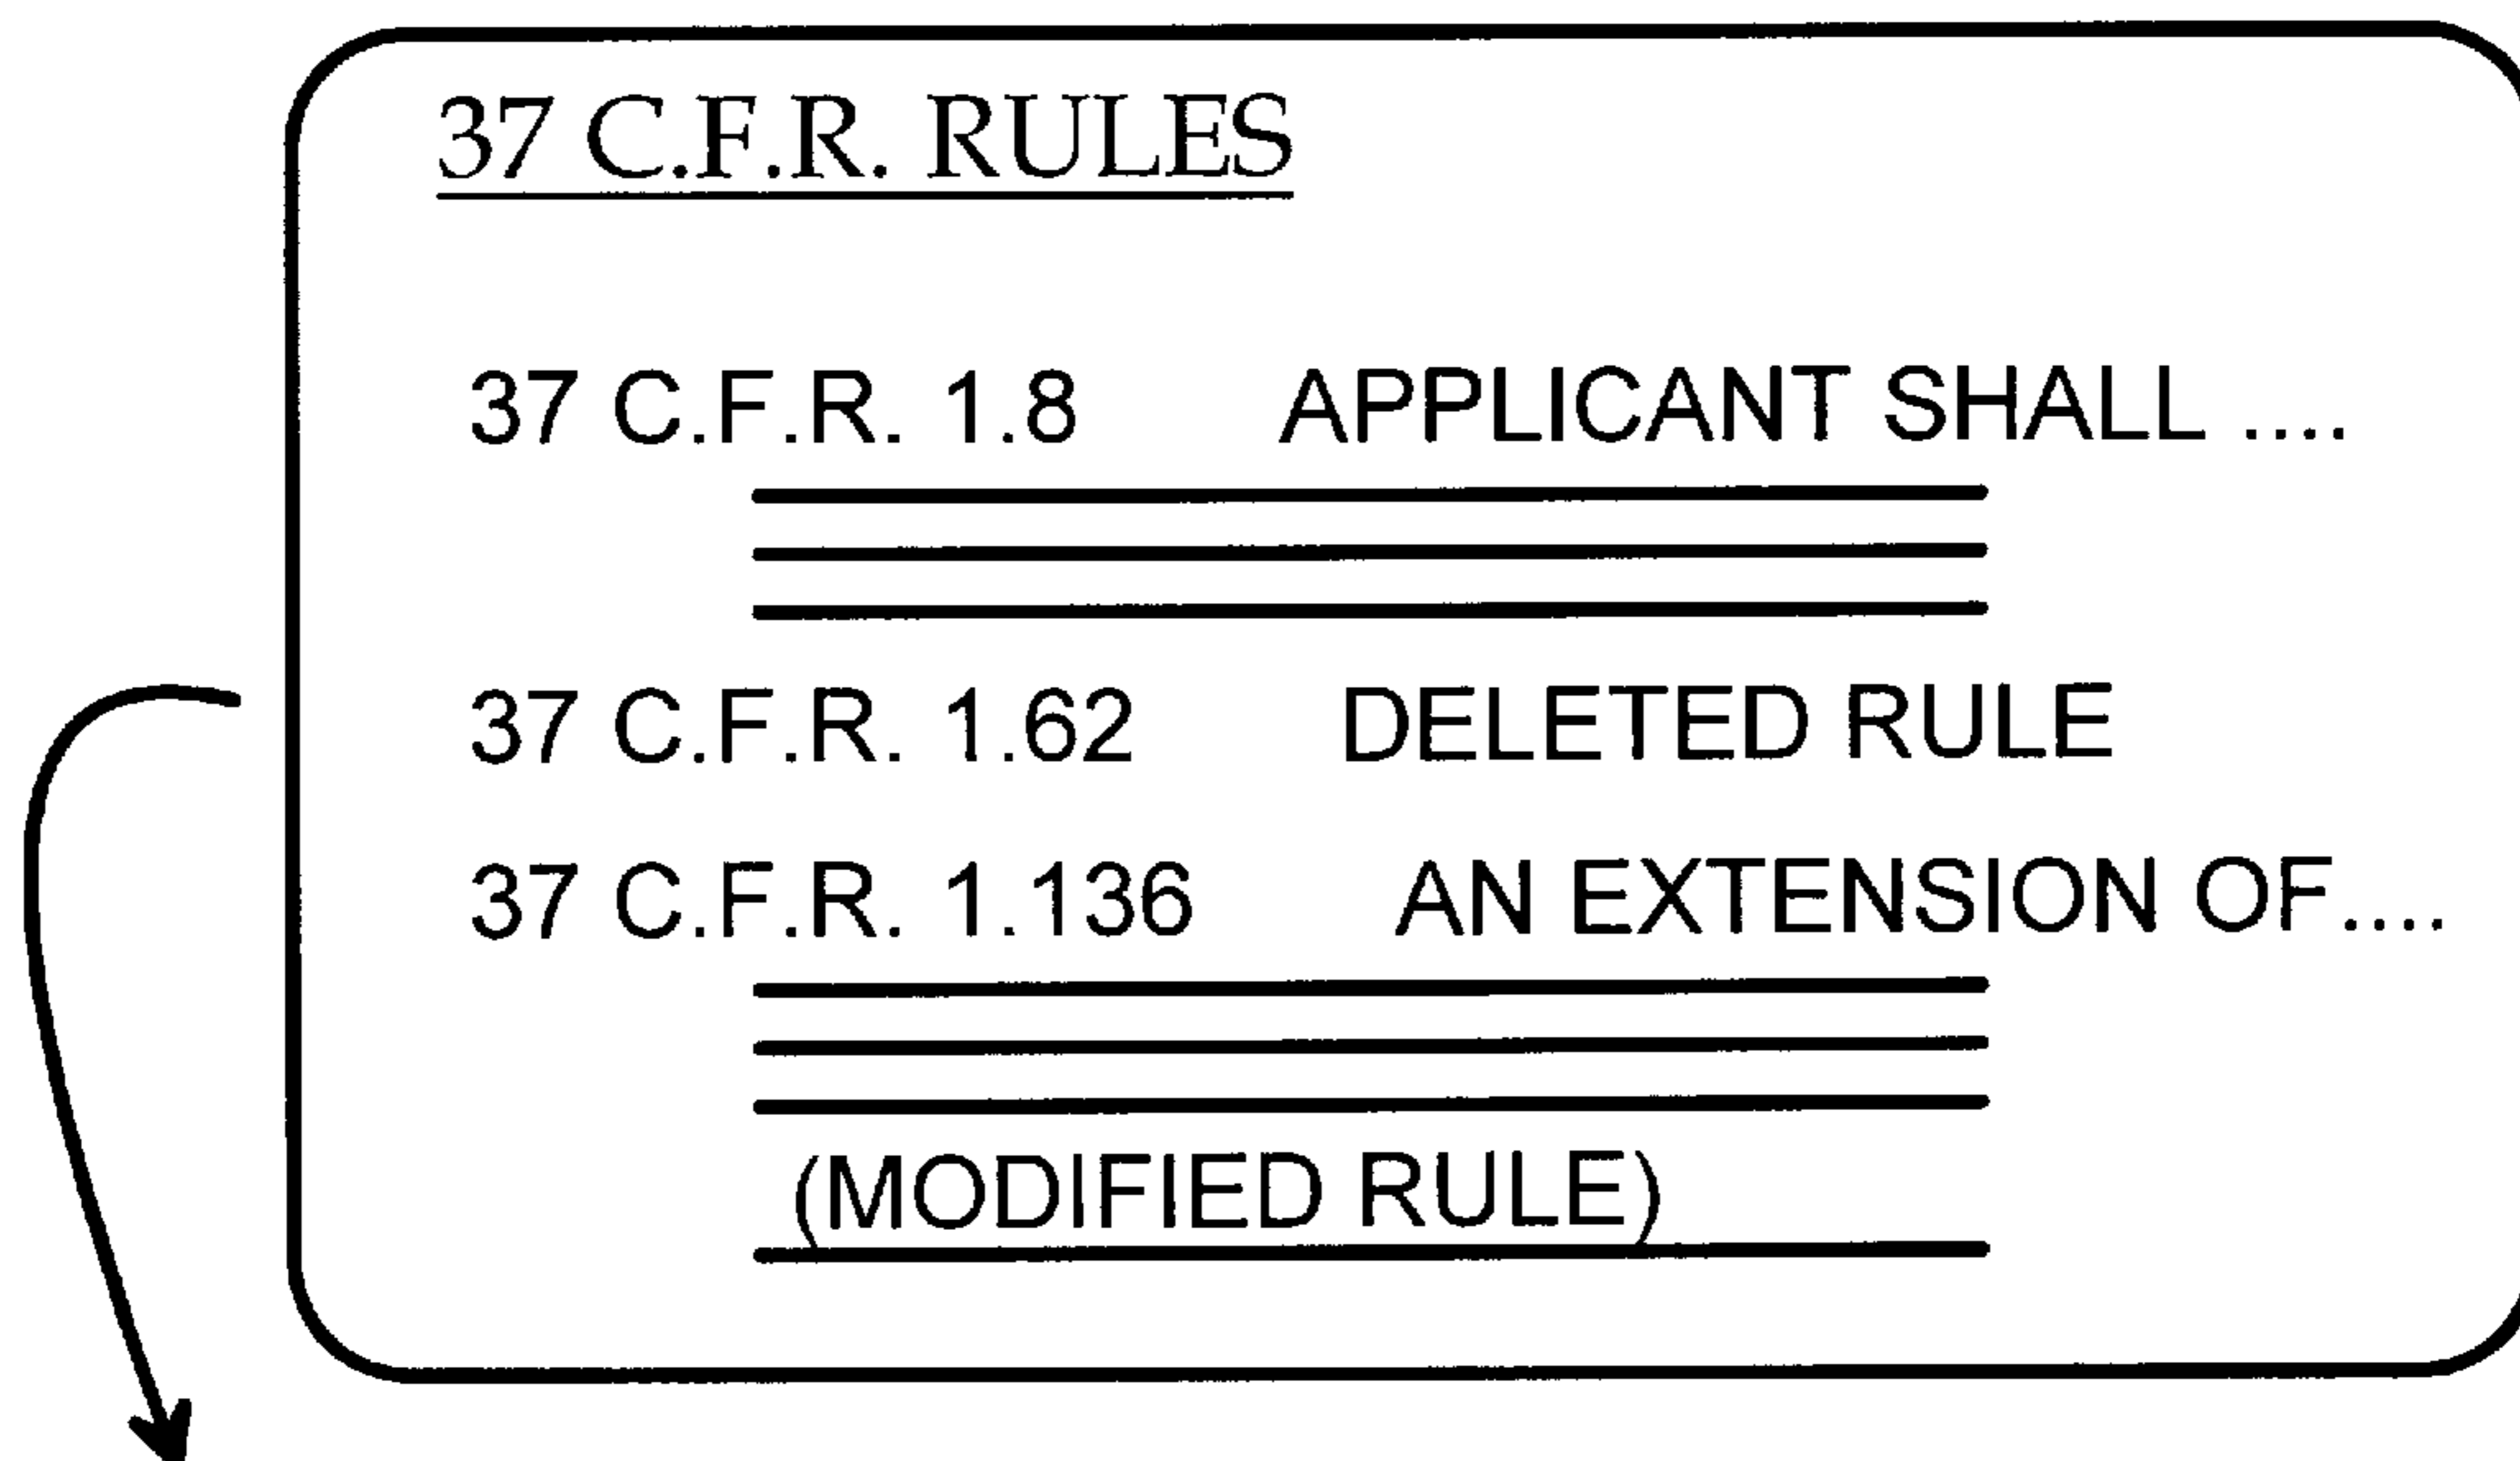 37 C.F.R. RULES
37 C.F.R. 1.8 APPLICANT SHALL ....
37 C.F.R. 1.62 DELETED RULE
37 C.F.R. 1.136 AN EXTENSION OF....
(MODIFIED RULE)